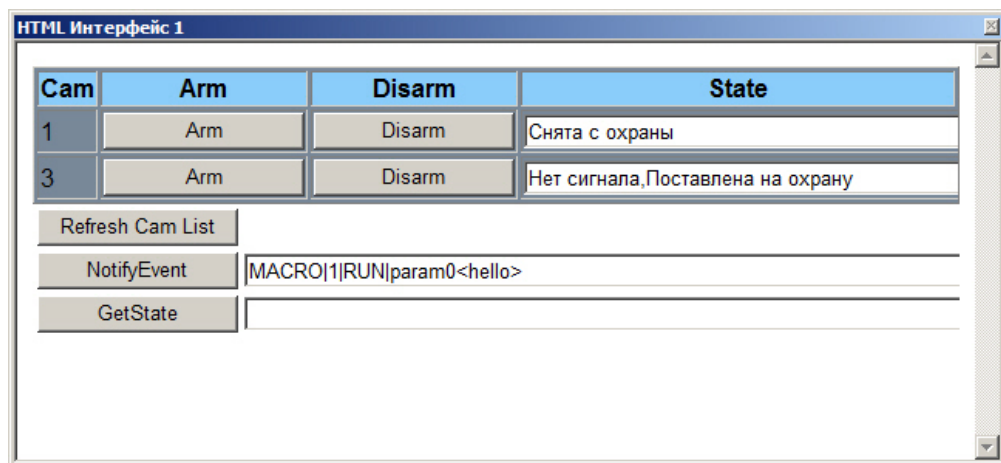 HTML Интерфейс 1
Cam Arm Disarm State
1 Arm Disarm Снята с охраны
3 Arm Disarm Нет сигнала,Поставлена на охрану
Refresh Cam List
NotifyEvent MACRO|1|RUN|param0<hello>
GetState